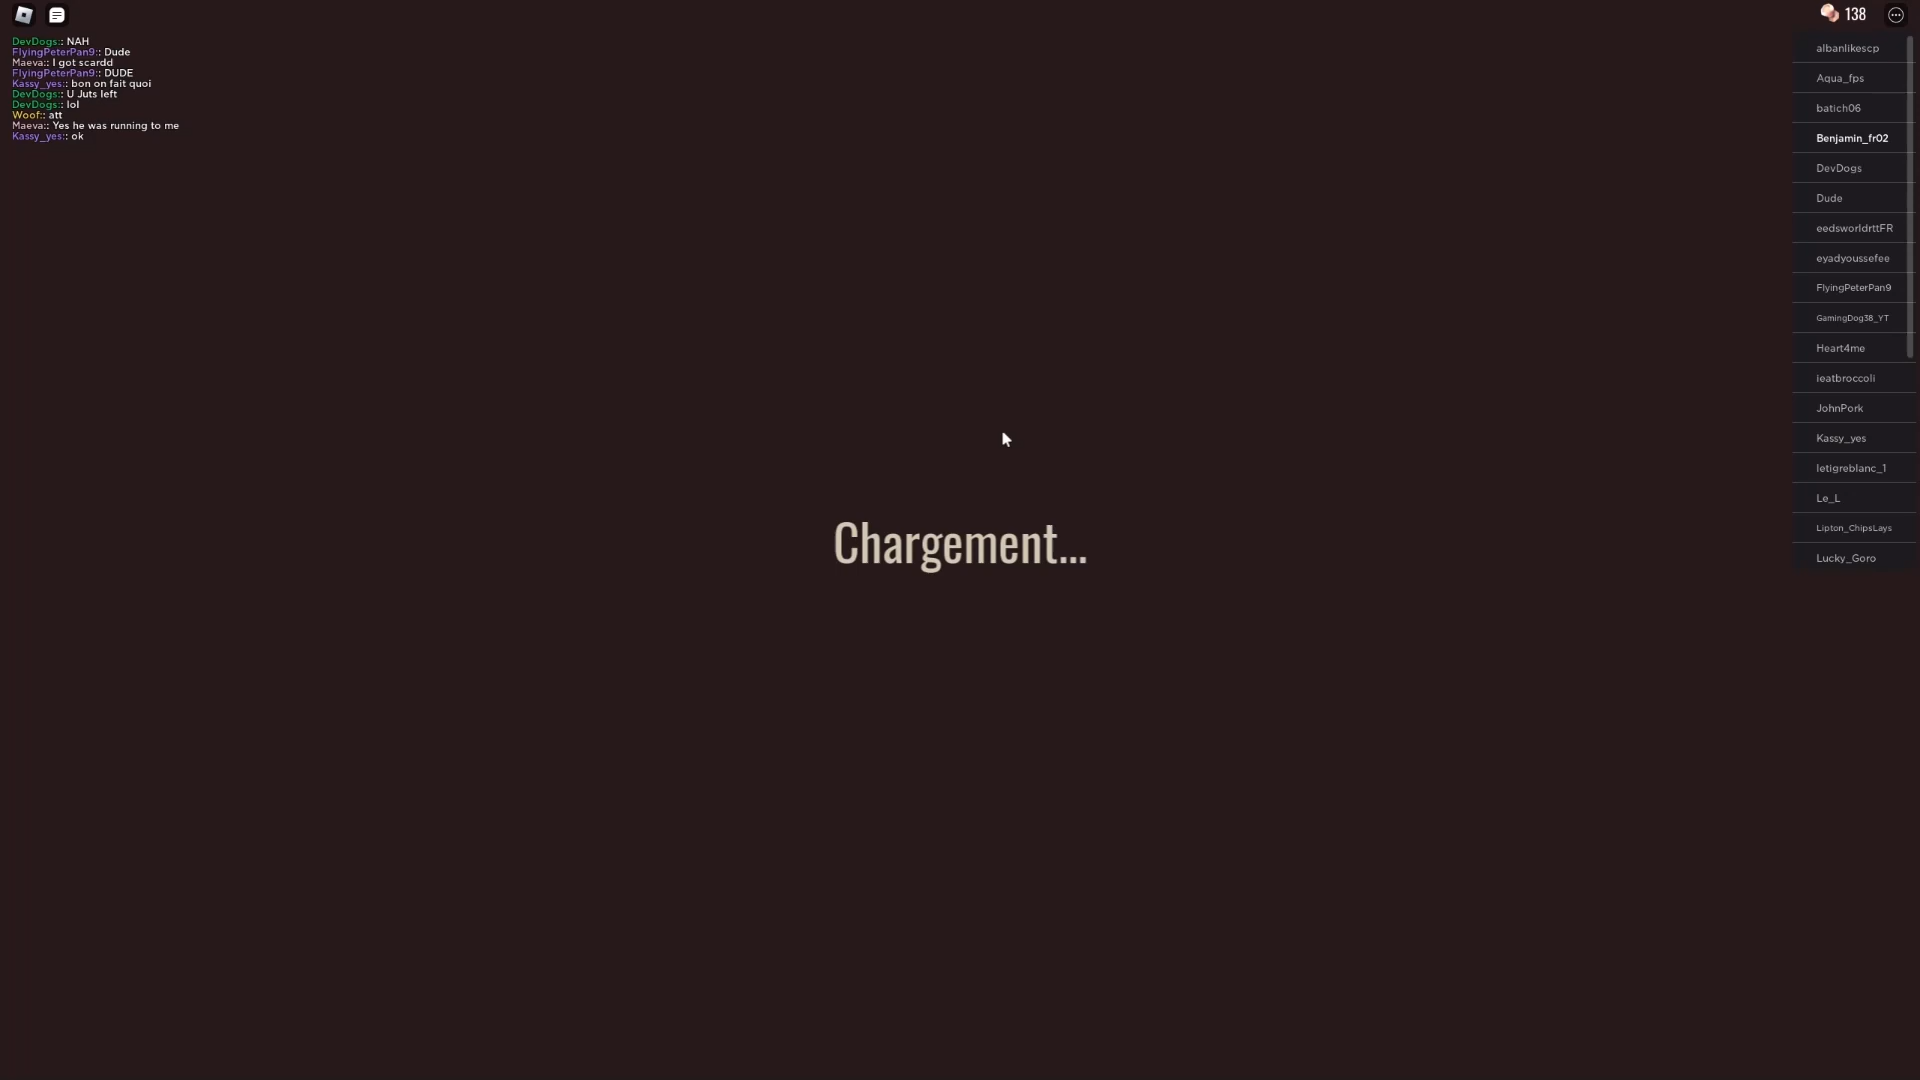 138
DevDogs:: NAH
FlyingPeterPan9:: Dude
Maeva:: I got scardd
FlyingPeterPan9:: DUDE
Kassy_yes:: bon on fait quoi
DevDogs:: U Juts left
DevDogs:: lol
Woof:: att
Maeva:: Yes he was running to me
Kassy_yes:: ok
albanlikescp
Aqua_fps
batich06
Benjamin_fr02
DevDogs
Dude
eedsworldrttFR
eyadyoussefee
FlyingPeterPan9
GamingDog38_YT
Heart4me
ieatbroccoli
JohnPork
Kassy_yes
letigreblanc_1
Le_L
Lipton_ChipsLays
Lucky_Goro
Chargement...